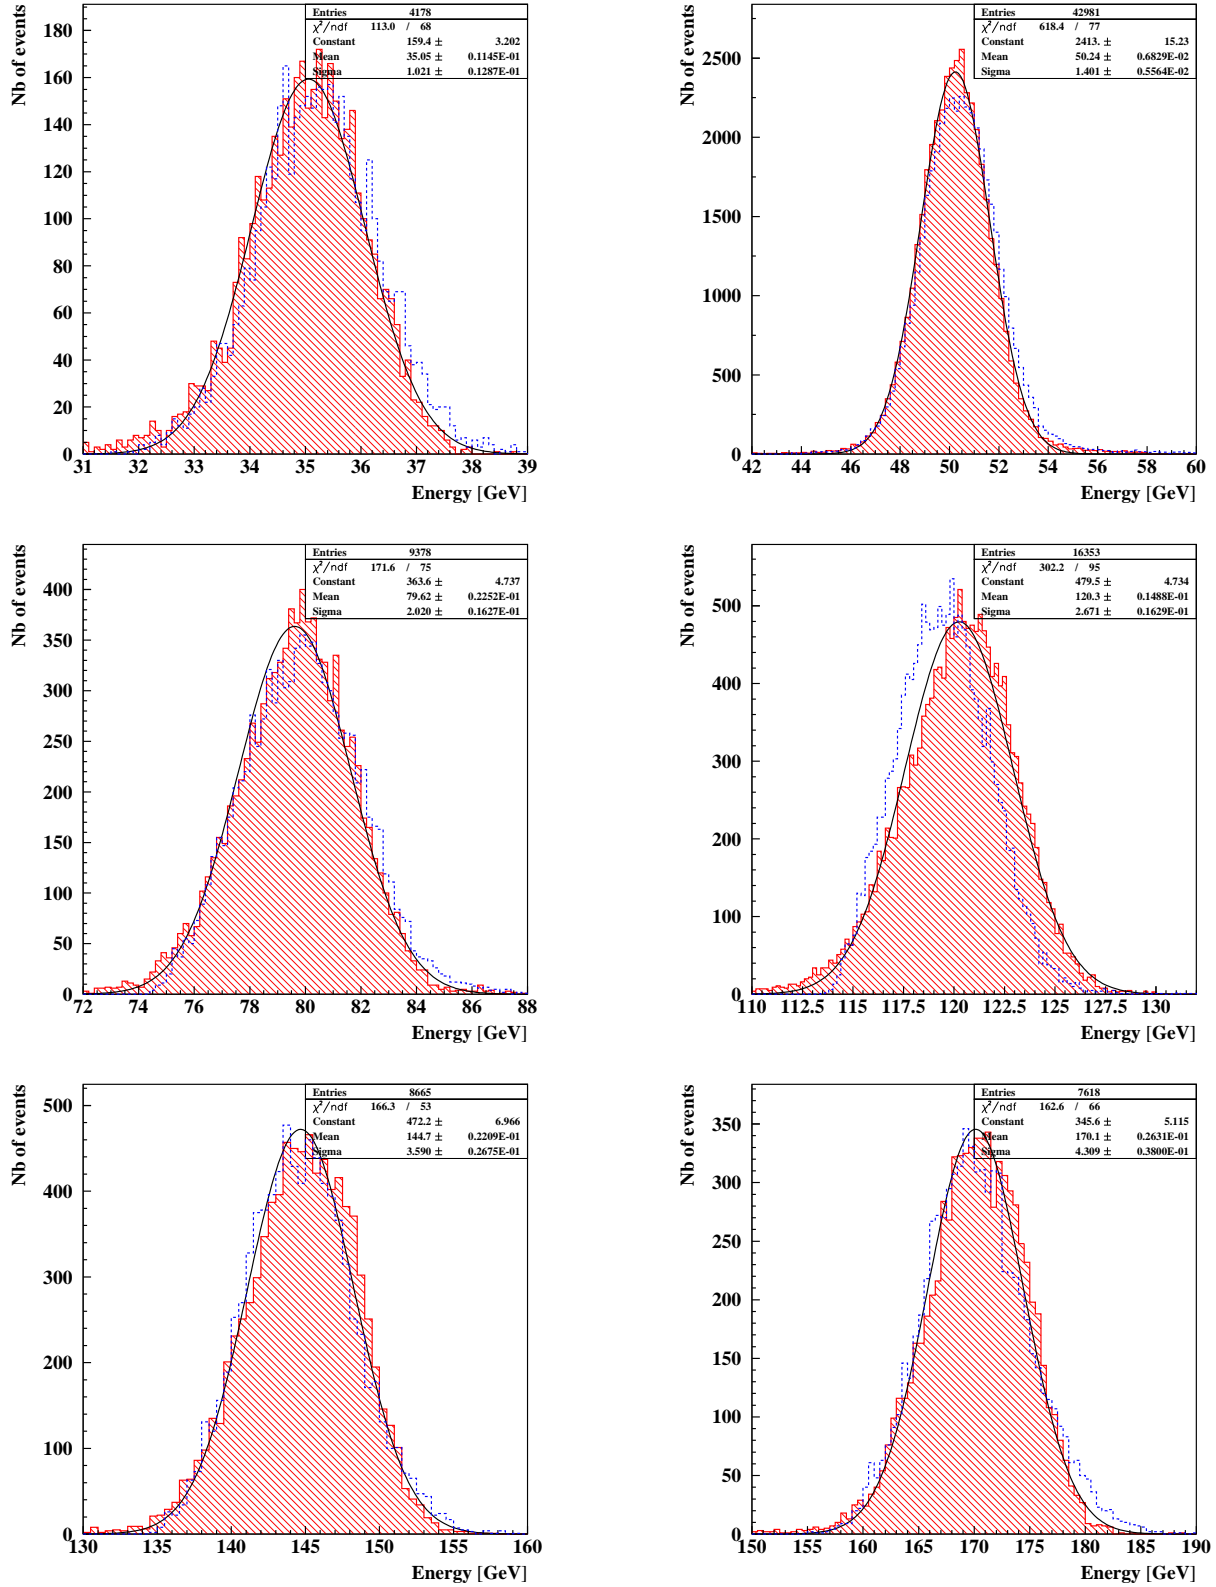 Nb of events
Entries 4178
χ²/ndf 113.0 / 68
Constant 159.4 ± 3.202
Mean 35.05 ± 0.1145E-01
Sigma 1.021 ± 0.1287E-01
180
160
140
120
100
80
60
40
20
0
31 32 33 34 35 36 37 38 39
Energy [GeV]
Nb of events
Entries 42981
χ²/ndf 618.4 / 77
Constant 2413. ± 15.23
Mean 50.24 ± 0.6829E-02
Sigma 1.401 ± 0.5564E-02
2500
2000
1500
1000
500
0
42 44 46 48 50 52 54 56 58 60
Energy [GeV]
Nb of events
Entries 9378
χ²/ndf 171.6 / 75
Constant 363.6 ± 4.737
Mean 79.62 ± 0.2252E-01
Sigma 2.020 ± 0.1627E-01
400
350
300
250
200
150
100
50
0
72 74 76 78 80 82 84 86 88
Energy [GeV]
Nb of events
Entries 16353
χ²/ndf 302.2 / 95
Constant 479.5 ± 4.734
Mean 120.3 ± 0.1488E-01
Sigma 2.671 ± 0.1629E-01
500
400
300
200
100
0
110 112.5 115 117.5 120 122.5 125 127.5 130
Energy [GeV]
Nb of events
Entries 8665
χ²/ndf 166.3 / 53
Constant 472.2 ± 6.966
Mean 144.7 ± 0.2209E-01
Sigma 3.590 ± 0.2675E-01
500
400
300
200
100
0
130 135 140 145 150 155 160
Energy [GeV]
Nb of events
Entries 7618
χ²/ndf 162.6 / 66
Constant 345.6 ± 5.115
Mean 170.1 ± 0.2631E-01
Sigma 4.309 ± 0.3800E-01
350
300
250
200
150
100
50
0
150 155 160 165 170 175 180 185 190
Energy [GeV]